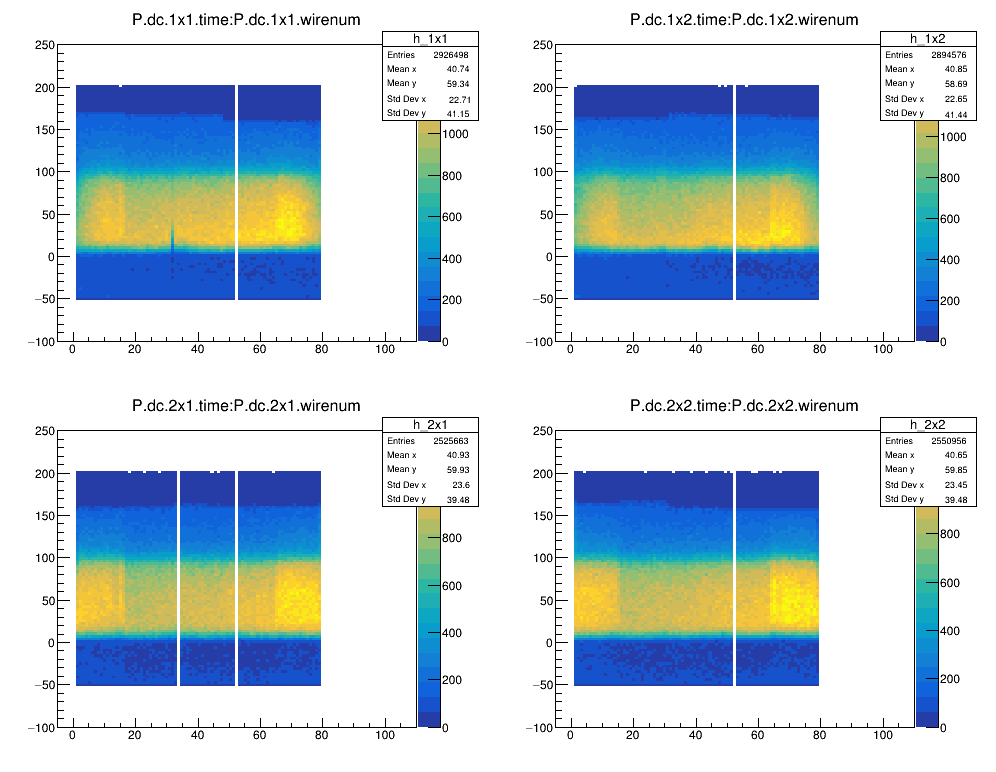 P.dc.1x1.time:P.dc.1x1.wirenum
h_1x1
Entries 2926498
Mean x 40.74
Mean y 59.34
Std Dev x 22.71
Std Dev y 41.15
250
200
150
100
50
0
−50
−100
0 20 40 60 80 100
1000
800
600
400
200
0
P.dc.1x2.time:P.dc.1x2.wirenum
h_1x2
Entries 2894576
Mean x 40.85
Mean y 58.69
Std Dev x 22.65
Std Dev y 41.44
250
200
150
100
50
0
−50
−100
0 20 40 60 80 100
1000
800
600
400
200
0
P.dc.2x1.time:P.dc.2x1.wirenum
h_2x1
Entries 2525663
Mean x 40.93
Mean y 59.93
Std Dev x 23.6
Std Dev y 39.48
250
200
150
100
50
0
−50
−100
0 20 40 60 80 100
800
600
400
200
0
P.dc.2x2.time:P.dc.2x2.wirenum
h_2x2
Entries 2550956
Mean x 40.65
Mean y 59.85
Std Dev x 23.45
Std Dev y 39.48
250
200
150
100
50
0
−50
−100
0 20 40 60 80 100
800
600
400
200
0